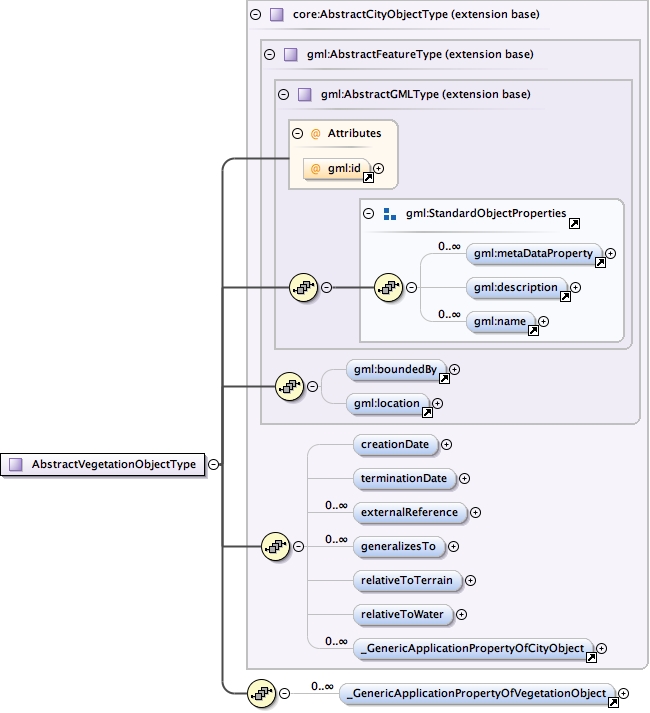 core:AbstractCityObjectType (extension base)
gml:AbstractFeatureType (extension base)
gml:AbstractGMLType (extension base)
@ Attributes
@ gml:id
gml:StandardObjectProperties
0..∞
gml:metaDataProperty
gml:description
0..∞
gml:name
gml:boundedBy
gml:location
creationDate
AbstractVegetationObjectType
terminationDate
0..∞
externalReference
0..∞
generalizesTo
relativeToTerrain
relativeToWater
0..∞
_GenericApplicationPropertyOfCityObject
0..∞
_GenericApplicationPropertyOfVegetationObject